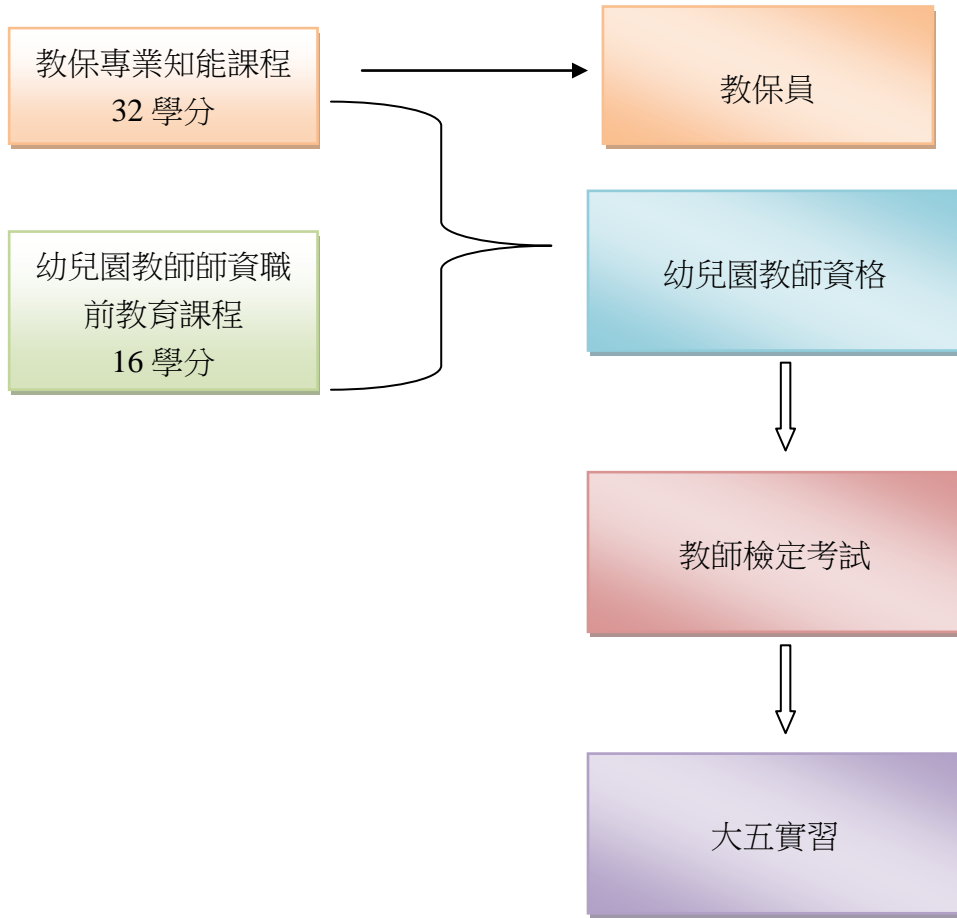 教保專業知能課程
32 學分
教保員
幼兒園教師師資職
前教育課程
16 學分
幼兒園教師資格
教師檢定考試
大五實習